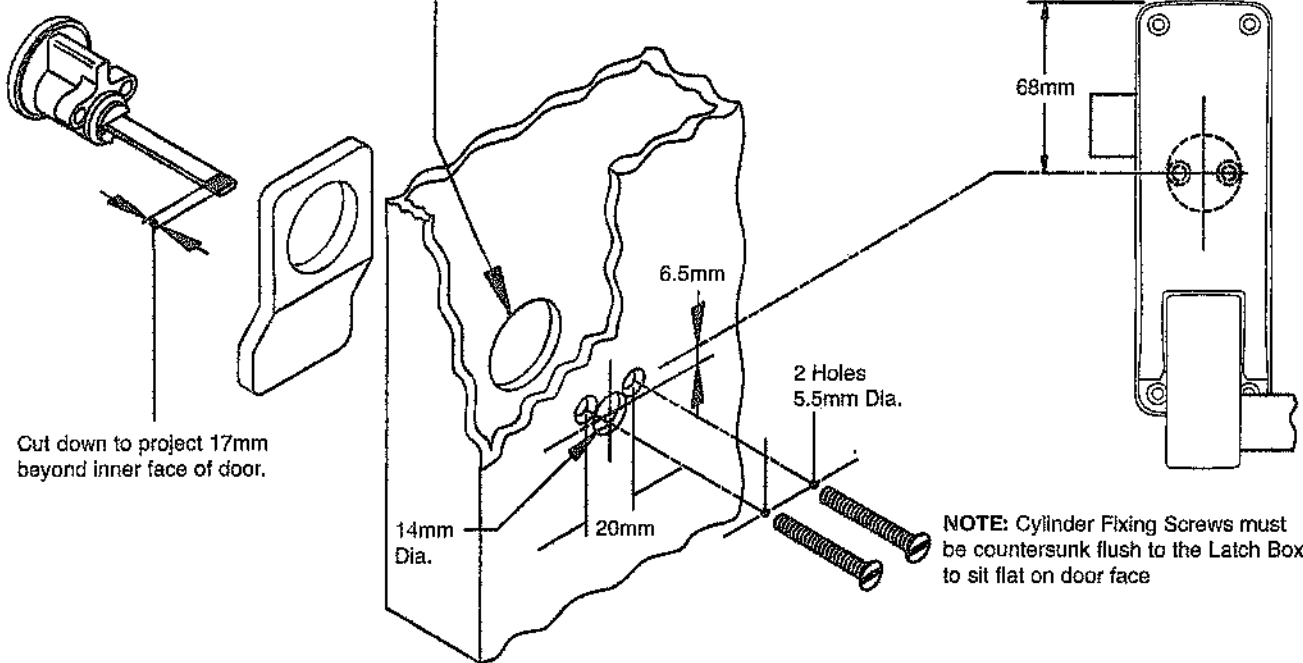 68mm
6.5mm
2 Holes
5.5mm Dia.
Cut down to project 17mm
beyond inner face of door.
14mm
Dia.
20mm
NOTE: Cylinder Fixing Screws must
be countersunk flush to the Latch Box
to sit flat on door face